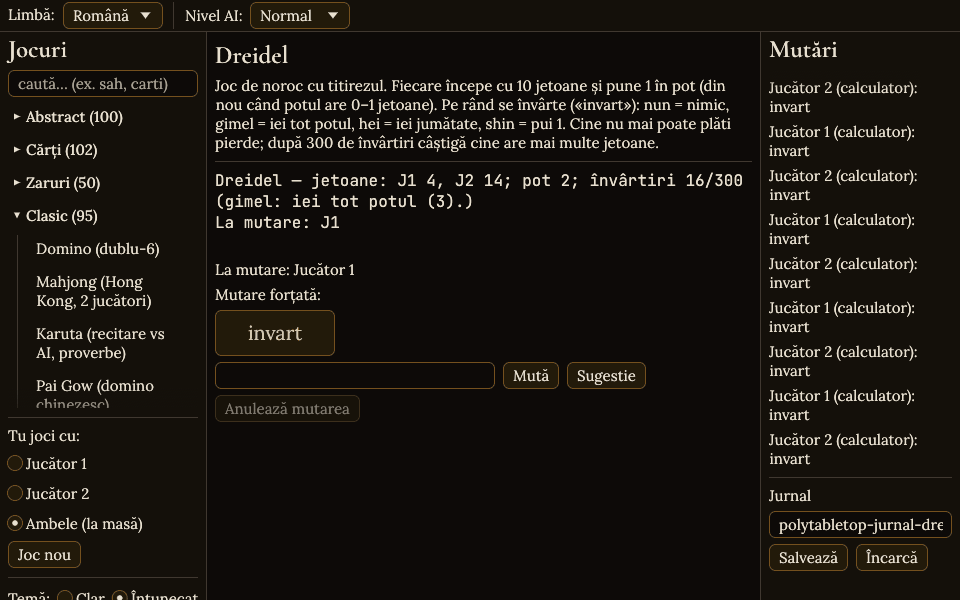 Limbă:
Română
Nivel AI:
Normal
Jocuri
caută... (ex. sah, carti)
Abstract (100)
Cărți (102)
Zaruri (50)
Clasic (95)
Domino (dublu-6)
Mahjong (Hong
Kong, 2 jucători)
Karuta (recitare vs
AI, proverbe)
Pai Gow (domino
chinezesc)
Tu joci cu:
Jucător 1
Jucător 2
Ambele (la masă)
Joc nou
Temă:
Clar
Întunecat
Dreidel
Joc de noroc cu titirezul. Fiecare începe cu 10 jetoane și pune 1 în pot (din
nou când potul are 0–1 jetoane). Pe rând se învârte («invart»): nun = nimic,
gimel = iei tot potul, hei = iei jumătate, shin = pui 1. Cine nu mai poate plăti
pierde; după 300 de învârtiri câștigă cine are mai multe jetoane.
Dreidel — jetoane: J1 4, J2 14; pot 2; învârtiri 16/300
(gimel: iei tot potul (3).)
La mutare: J1
La mutare: Jucător 1
Mutare forțată:
invart
Mută
Sugestie
Anulează mutarea
Mutări
Jucător 2 (calculator):
invart
Jucător 1 (calculator):
invart
Jucător 2 (calculator):
invart
Jucător 1 (calculator):
invart
Jucător 2 (calculator):
invart
Jucător 1 (calculator):
invart
Jucător 2 (calculator):
invart
Jucător 1 (calculator):
invart
Jucător 2 (calculator):
invart
Jurnal
polytabletop-jurnal-dre
Salvează
Încarcă